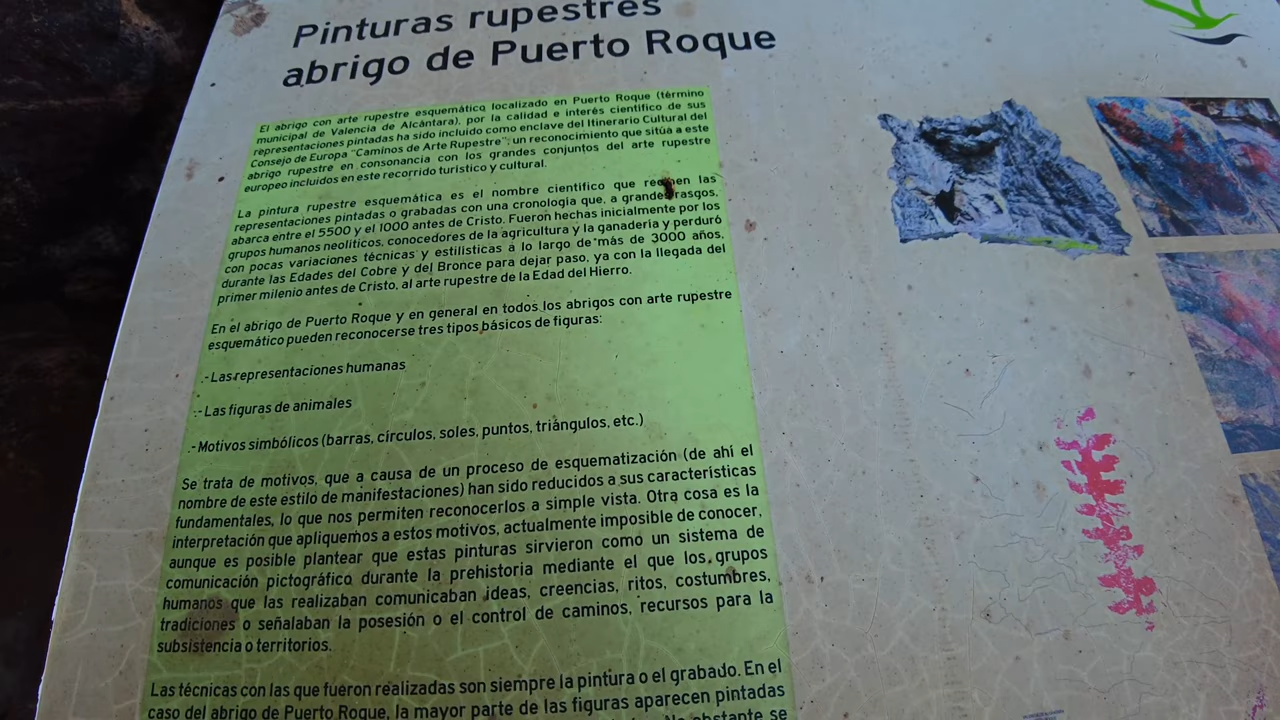 Pinturas rupestres
abrigo de Puerto Roque
El abrigo con arte rupestre esquemático localizado en Puerto Roque (término
municipal de Valencia de Alcántara), por la calidad e interés científico de sus
representaciones pintadas ha sido incluido como enclave del Itinerario Cultural del
Consejo de Europa "Caminos de Arte Rupestre"; un reconocimiento que sitúa a este
abrigo rupestre en consonancia con los grandes conjuntos del arte rupestre
europeo incluidos en este recorrido turístico y cultural.
La pintura rupestre esquemática es el nombre científico que reciben las
representaciones pintadas o grabadas con una cronología que, a grandes rasgos,
abarca entre el 5500 y el 1000 antes de Cristo. Fueron hechas inicialmente por los
grupos humanos neolíticos, conocedores de la agricultura y la ganadería y perduró
con pocas variaciones técnicas y estilísticas a lo largo de más de 3000 años,
durante las Edades del Cobre y del Bronce para dejar paso, ya con la llegada del
primer milenio antes de Cristo, al arte rupestre de la Edad del Hierro.
En el abrigo de Puerto Roque y en general en todos los abrigos con arte rupestre
esquemático pueden reconocerse tres tipos básicos de figuras:
.- Las representaciones humanas
.- Las figuras de animales
.- Motivos simbólicos (barras, círculos, soles, puntos, triángulos, etc.)
Se trata de motivos, que a causa de un proceso de esquematización (de ahí el
nombre de este estilo de manifestaciones) han sido reducidos a sus características
fundamentales, lo que nos permiten reconocerlos a simple vista. Otra cosa es la
interpretación que apliquemos a estos motivos, actualmente imposible de conocer,
aunque es posible plantear que estas pinturas sirvieron como un sistema de
comunicación pictográfico durante la prehistoria mediante el que los grupos
humanos que las realizaban comunicaban ideas, creencias, ritos, costumbres,
tradiciones o señalaban la posesión o el control de caminos, recursos para la
subsistencia o territorios.
Las técnicas con las que fueron realizadas son siempre la pintura o el grabado. En el
caso del abrigo de Puerto Roque, la mayor parte de las figuras aparecen pintadas
No obstante se